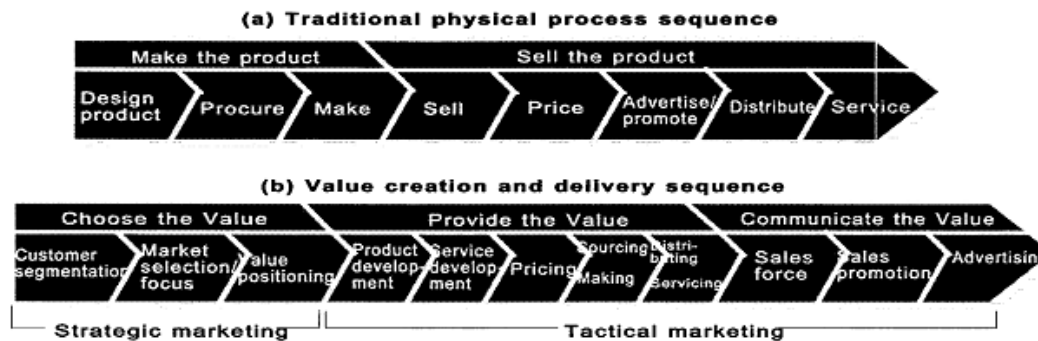 (a) Traditional physical process sequence
Make the product
Sell the product
Design
product
Procure
Make
Sell
Price
Advertise/
promote
Distribute
Service
(b) Value creation and delivery sequence
Choose the Value
Provide the Value
Communicate the Value
Customer
segmentation
Market
selection/
focus
Value
positioning
Product
develop-
ment
Service
develop-
ment
Pricing
Sourcing
Making
Distri-
buting
Servicing
Sales
force
Sales
promotion
Advertisin
Strategic marketing
Tactical marketing